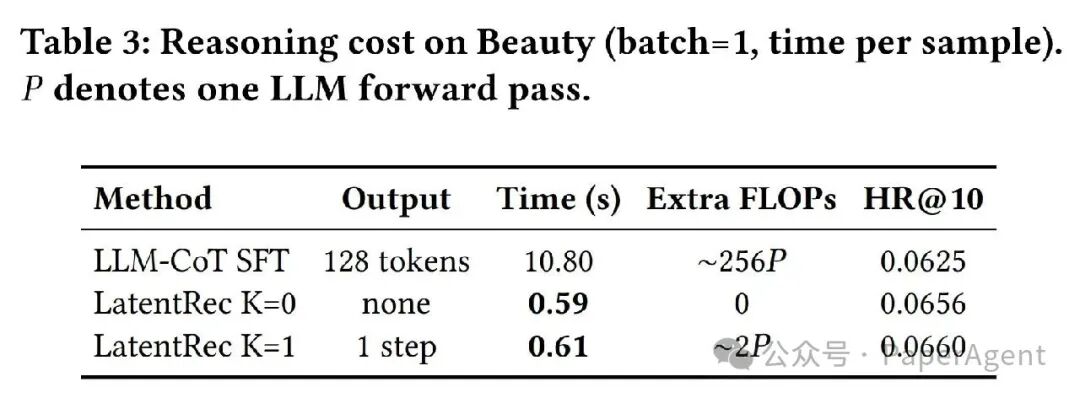 Table 3: Reasoning cost on Beauty (batch=1, time per sample).
P denotes one LLM forward pass.
Method Output Time (s) Extra FLOPs HR@10
LLM-CoT SFT 128 tokens 10.80 ~256P 0.0625
LatentRec K=0 none 0.59 0 0.0656
LatentRec K=1 1 step 0.61 ~2P 0.0660
公众号 · PaperAgent